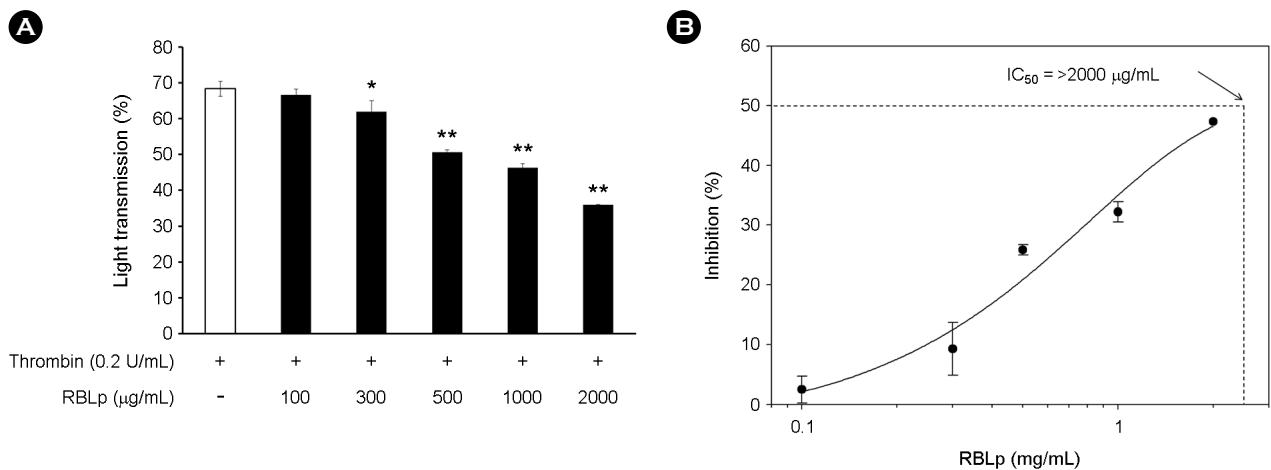 A
80
70
60
50
40
30
20
10
0
Light transmission (%)
*
**
**
**
Thrombin (0.2 U/mL) + + + + + +
RBLp (μg/mL) - 100 300 500 1000 2000
B
60
50
40
30
20
10
0
Inhibition (%)
IC50 = >2000 μg/mL
0.1 1
RBLp (mg/mL)